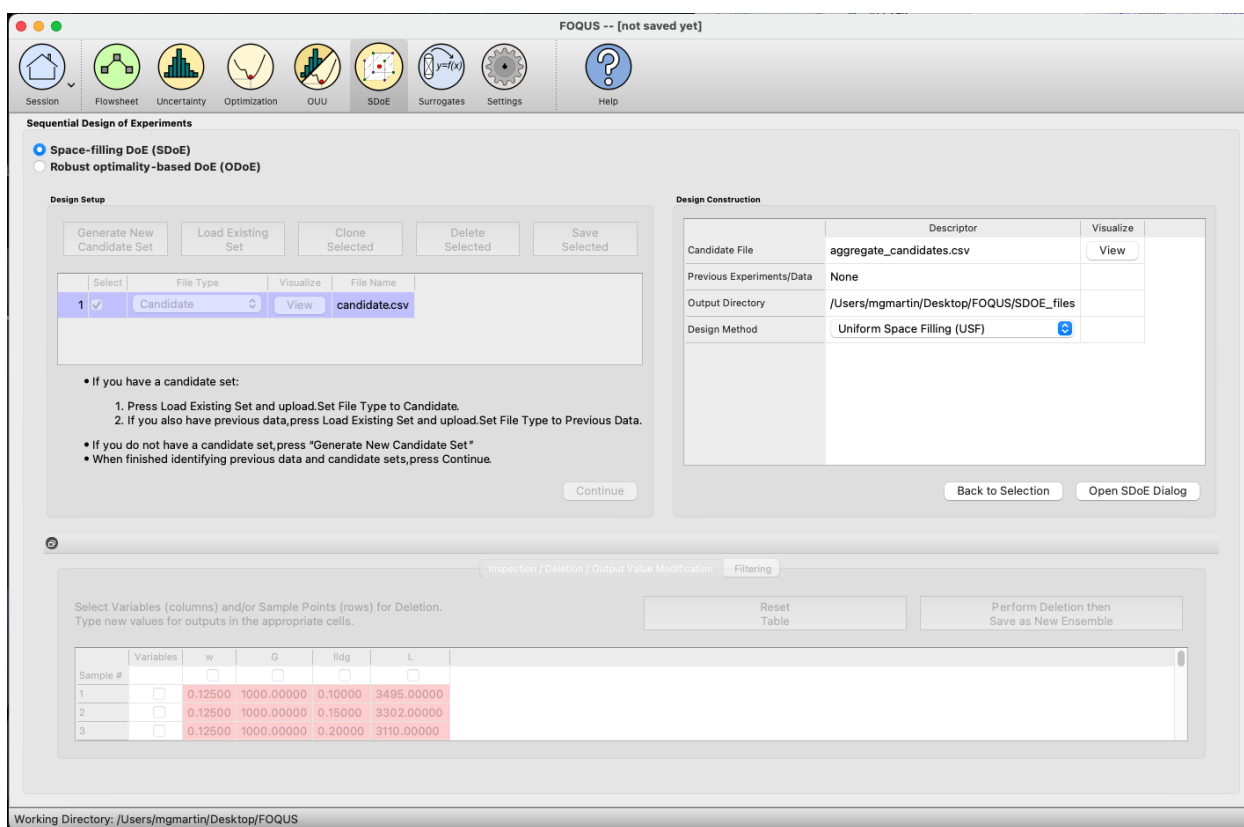 FOQUS -- [not saved yet]
y=f(x)
Session Flowsheet Uncertainty Optimization OUU SDoE Surrogates Settings Help
Sequential Design of Experiments
Space-filling DoE (SDoE)
Robust optimality-based DoE (ODoE)
Design Setup
Generate New Candidate Set
Load Existing Set
Clone Selected
Delete Selected
Save Selected
Select File Type Visualize File Name
1 Candidate View candidate.csv
• If you have a candidate set:
1. Press Load Existing Set and upload.Set File Type to Candidate.
2. If you also have previous data,press Load Existing Set and upload.Set File Type to Previous Data.
• If you do not have a candidate set,press "Generate New Candidate Set"
• When finished identifying previous data and candidate sets,press Continue.
Continue
Design Construction
Descriptor Visualize
Candidate File aggregate_candidates.csv View
Previous Experiments/Data None
Output Directory /Users/mgmartin/Desktop/FOQUS/SDOE_files
Design Method Uniform Space Filling (USF)
Back to Selection Open SDoE Dialog
Inspection / Deletion / Output Value Modification Filtering
Select Variables (columns) and/or Sample Points (rows) for Deletion.
Type new values for outputs in the appropriate cells.
Reset Table
Perform Deletion then Save as New Ensemble
Variables w G lldg L
Sample #
1 0.12500 1000.00000 0.10000 3495.00000
2 0.12500 1000.00000 0.15000 3302.00000
3 0.12500 1000.00000 0.20000 3110.00000
Working Directory: /Users/mgmartin/Desktop/FOQUS